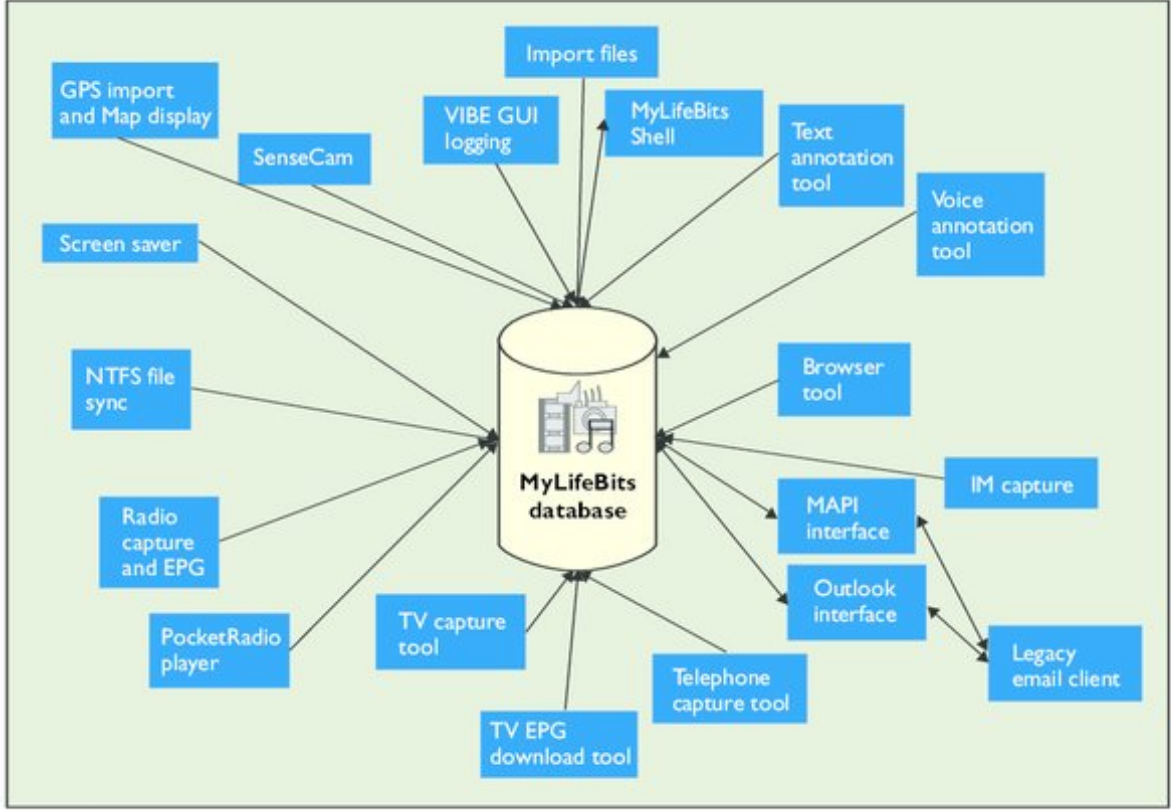 Import files
GPS import
and Map display
VIBE GUI
logging
MyLifeBits
Shell
Text
annotation
tool
SenseCam
Voice
annotation
tool
Screen saver
NTFS file
sync
Browser
tool
MyLifeBits
database
IM capture
MAPI
interface
Radio
capture
and EPG
Outlook
interface
TV capture
tool
PocketRadio
player
Legacy
email client
Telephone
capture tool
TV EPG
download tool